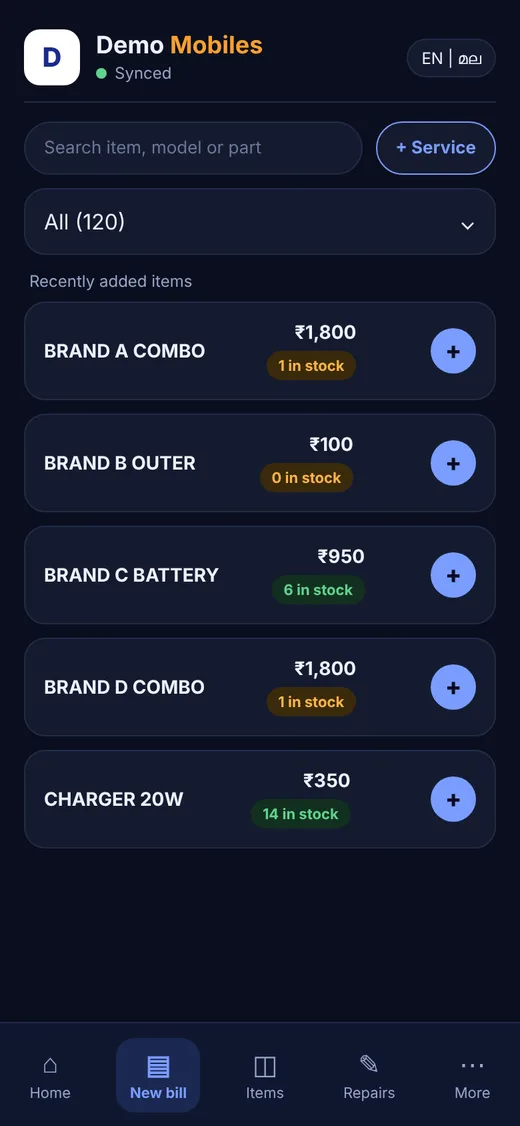 D
Demo Mobiles
Synced
EN | മല
Search item, model or part
+ Service
All (120)
Recently added items
BRAND A COMBO
₹1,800
1 in stock
+
BRAND B OUTER
₹100
0 in stock
+
BRAND C BATTERY
₹950
6 in stock
+
BRAND D COMBO
₹1,800
1 in stock
+
CHARGER 20W
₹350
14 in stock
+
Home
New bill
Items
Repairs
More